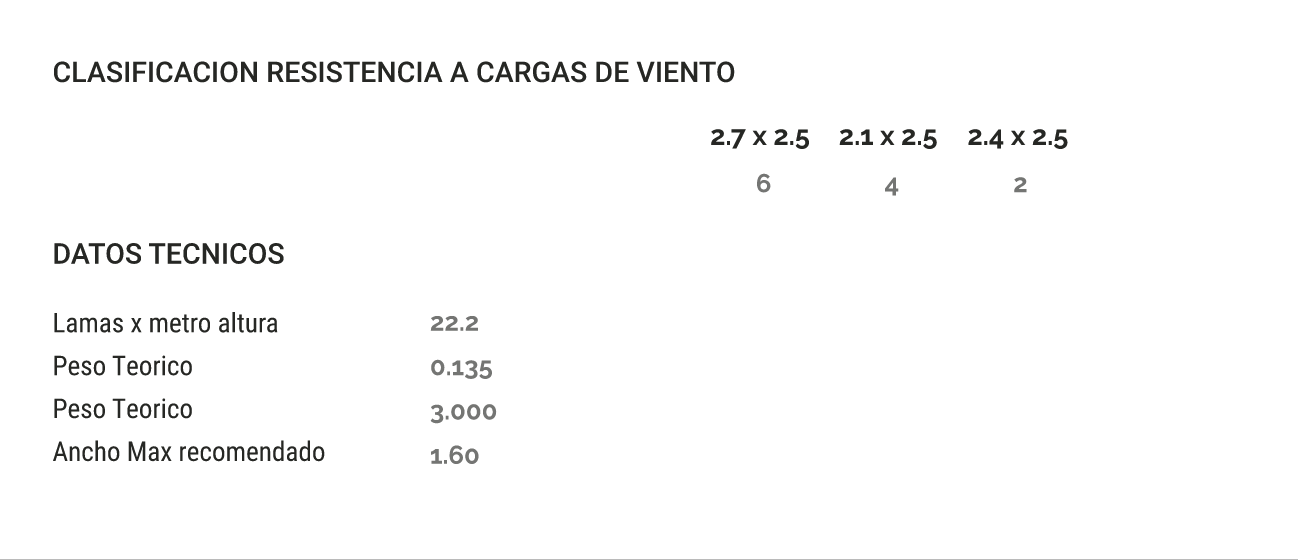 CLASIFICACION RESISTENCIA A CARGAS DE VIENTO
2.7 x 2.5 2.1 x 2.5 2.4 x 2.5
6 4 2
DATOS TECNICOS
Lamas x metro altura 22.2
Peso Teorico 0.135
Peso Teorico 3.000
Ancho Max recomendado 1.60